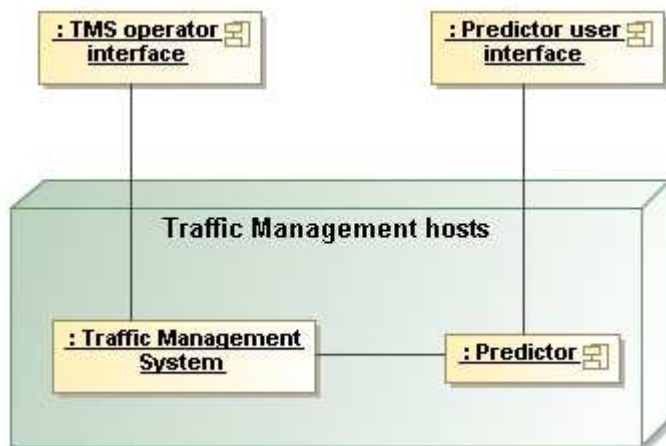 : TMS operator
interface
: Predictor user
interface
Traffic Management hosts
: Traffic Management
System
: Predictor